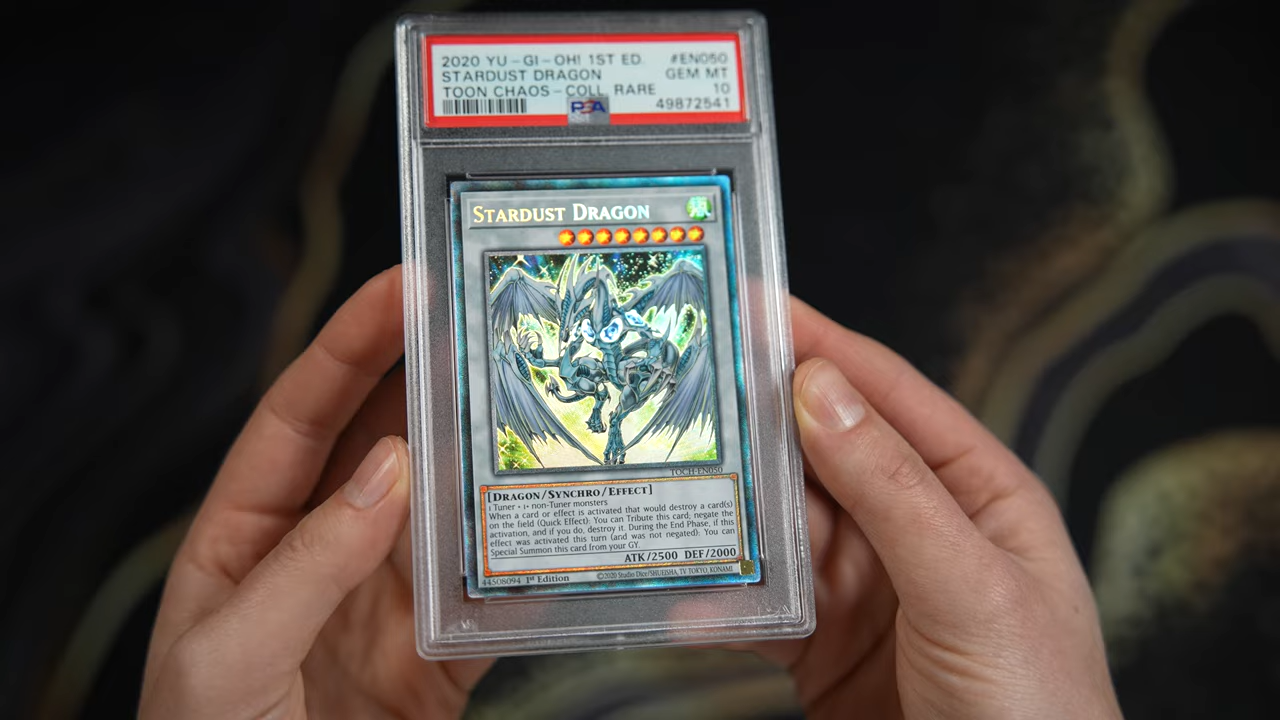 2020 YU-GI-OH! 1ST ED. #EN050
STARDUST DRAGON GEM MT
TOON CHAOS-COLL. RARE 10
PSA 49872541
STARDUST DRAGON 風
TOCH-EN050
[DRAGON/SYNCHRO/EFFECT]
1 Tuner + 1+ non-Tuner monsters
When a card or effect is activated that would destroy a card(s)
on the field (Quick Effect): You can Tribute this card; negate the
activation, and if you do, destroy it. During the End Phase, if this
effect was activated this turn (and was not negated): You can
Special Summon this card from your GY.
ATK/2500 DEF/2000
44508094 1st Edition ©2020 Studio Dice/SHUEISHA, TV TOKYO, KONAMI